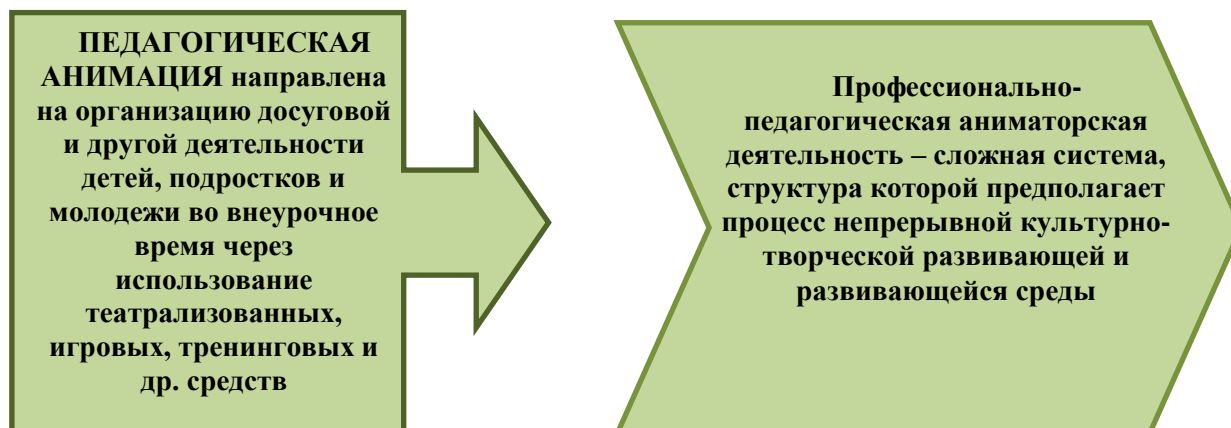 ПЕДАГОГИЧЕСКАЯ
АНИМАЦИЯ направлена
на организацию досуговой
и другой деятельности
детей, подростков и
молодежи во внеурочное
время через
использование
театрализованных,
игровых, тренинговых и
др. средств
Профессионально-
педагогическая аниматорская
деятельность – сложная система,
структура которой предполагает
процесс непрерывной культурно-
творческой развивающей и
развивающейся среды